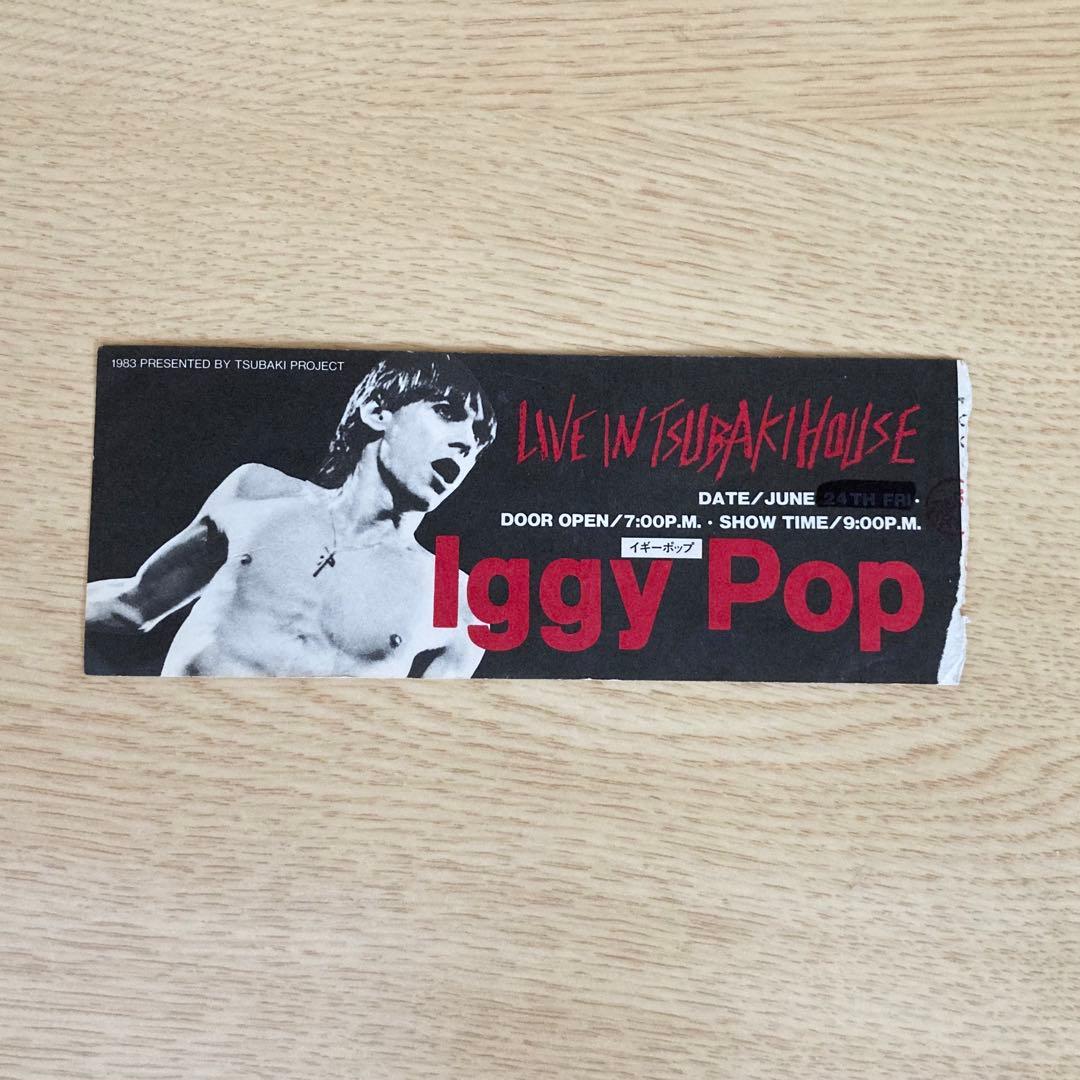 1983 PRESENTED BY TSUBAKI PROJECT
LIVE IN TSUBAKI HOUSE
DATE/JUNE 24TH FRI・
DOOR OPEN/7:00P.M.・SHOW TIME/9:00P.M.
イギーポップ
Iggy Pop